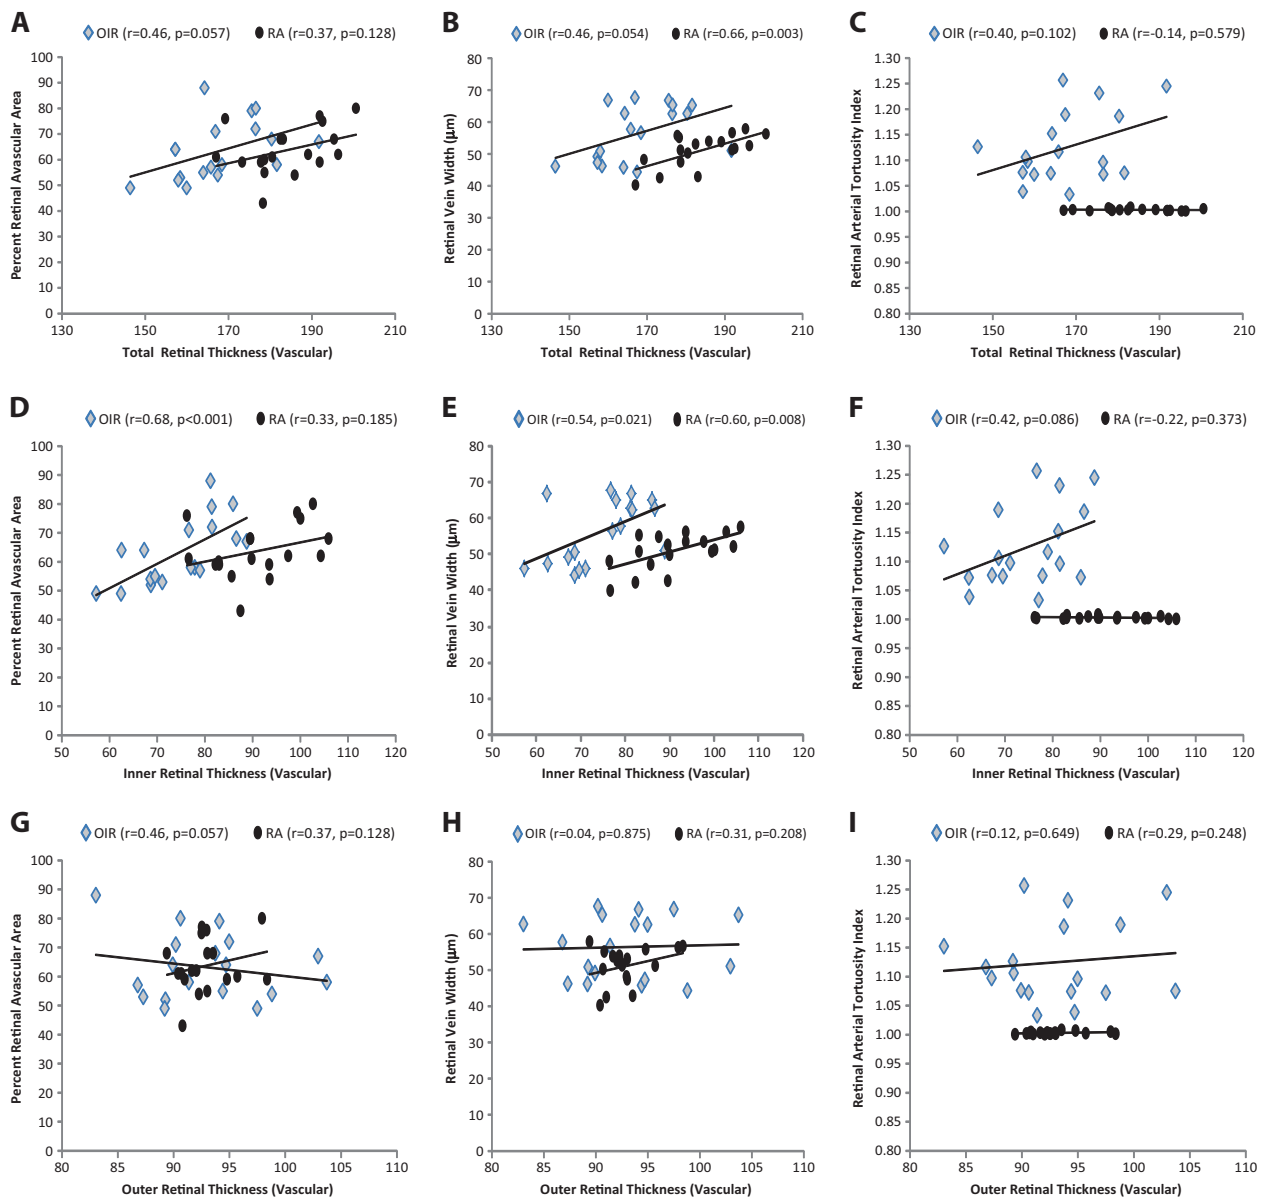 A
OIR (r=0.46, p=0.057) RA (r=0.37, p=0.128)
Percent Retinal Avascular Area
100
90
80
70
60
50
40
30
20
10
0
130 150 170 190 210
Total Retinal Thickness (Vascular)
B
OIR (r=0.46, p=0.054) RA (r=0.66, p=0.003)
Retinal Vein Width (µm)
80
70
60
50
40
30
20
10
0
130 150 170 190 210
Total Retinal Thickness (Vascular)
C
OIR (r=0.40, p=0.102) RA (r=-0.14, p=0.579)
Retinal Arterial Tortuosity Index
1.30
1.25
1.20
1.15
1.10
1.05
1.00
0.95
0.90
0.85
0.80
130 150 170 190 210
Total Retinal Thickness (Vascular)
D
OIR (r=0.68, p<0.001) RA (r=0.33, p=0.185)
Percent Retinal Avascular Area
100
90
80
70
60
50
40
30
20
10
0
50 60 70 80 90 100 110 120
Inner Retinal Thickness (Vascular)
E
OIR (r=0.54, p=0.021) RA (r=0.60, p=0.008)
Retinal Vein Width (µm)
80
70
60
50
40
30
20
10
0
50 60 70 80 90 100 110 120
Inner Retinal Thickness (Vascular)
F
OIR (r=0.42, p=0.086) RA (r=-0.22, p=0.373)
Retinal Arterial Tortuosity Index
1.30
1.25
1.20
1.15
1.10
1.05
1.00
0.95
0.90
0.85
0.80
50 60 70 80 90 100 110 120
Inner Retinal Thickness (Vascular)
G
OIR (r=0.46, p=0.057) RA (r=0.37, p=0.128)
Percent Retinal Avascular Area
100
90
80
70
60
50
40
30
20
10
0
80 85 90 95 100 105 110
Outer Retinal Thickness (Vascular)
H
OIR (r=0.04, p=0.875) RA (r=0.31, p=0.208)
Retinal Vein Width (µm)
80
70
60
50
40
30
20
10
0
80 85 90 95 100 105 110
Outer Retinal Thickness (Vascular)
I
OIR (r=0.12, p=0.649) RA (r=0.29, p=0.248)
Retinal Arterial Tortuosity Index
1.30
1.25
1.20
1.15
1.10
1.05
1.00
0.95
0.90
0.85
0.80
80 85 90 95 100 105 110
Outer Retinal Thickness (Vascular)